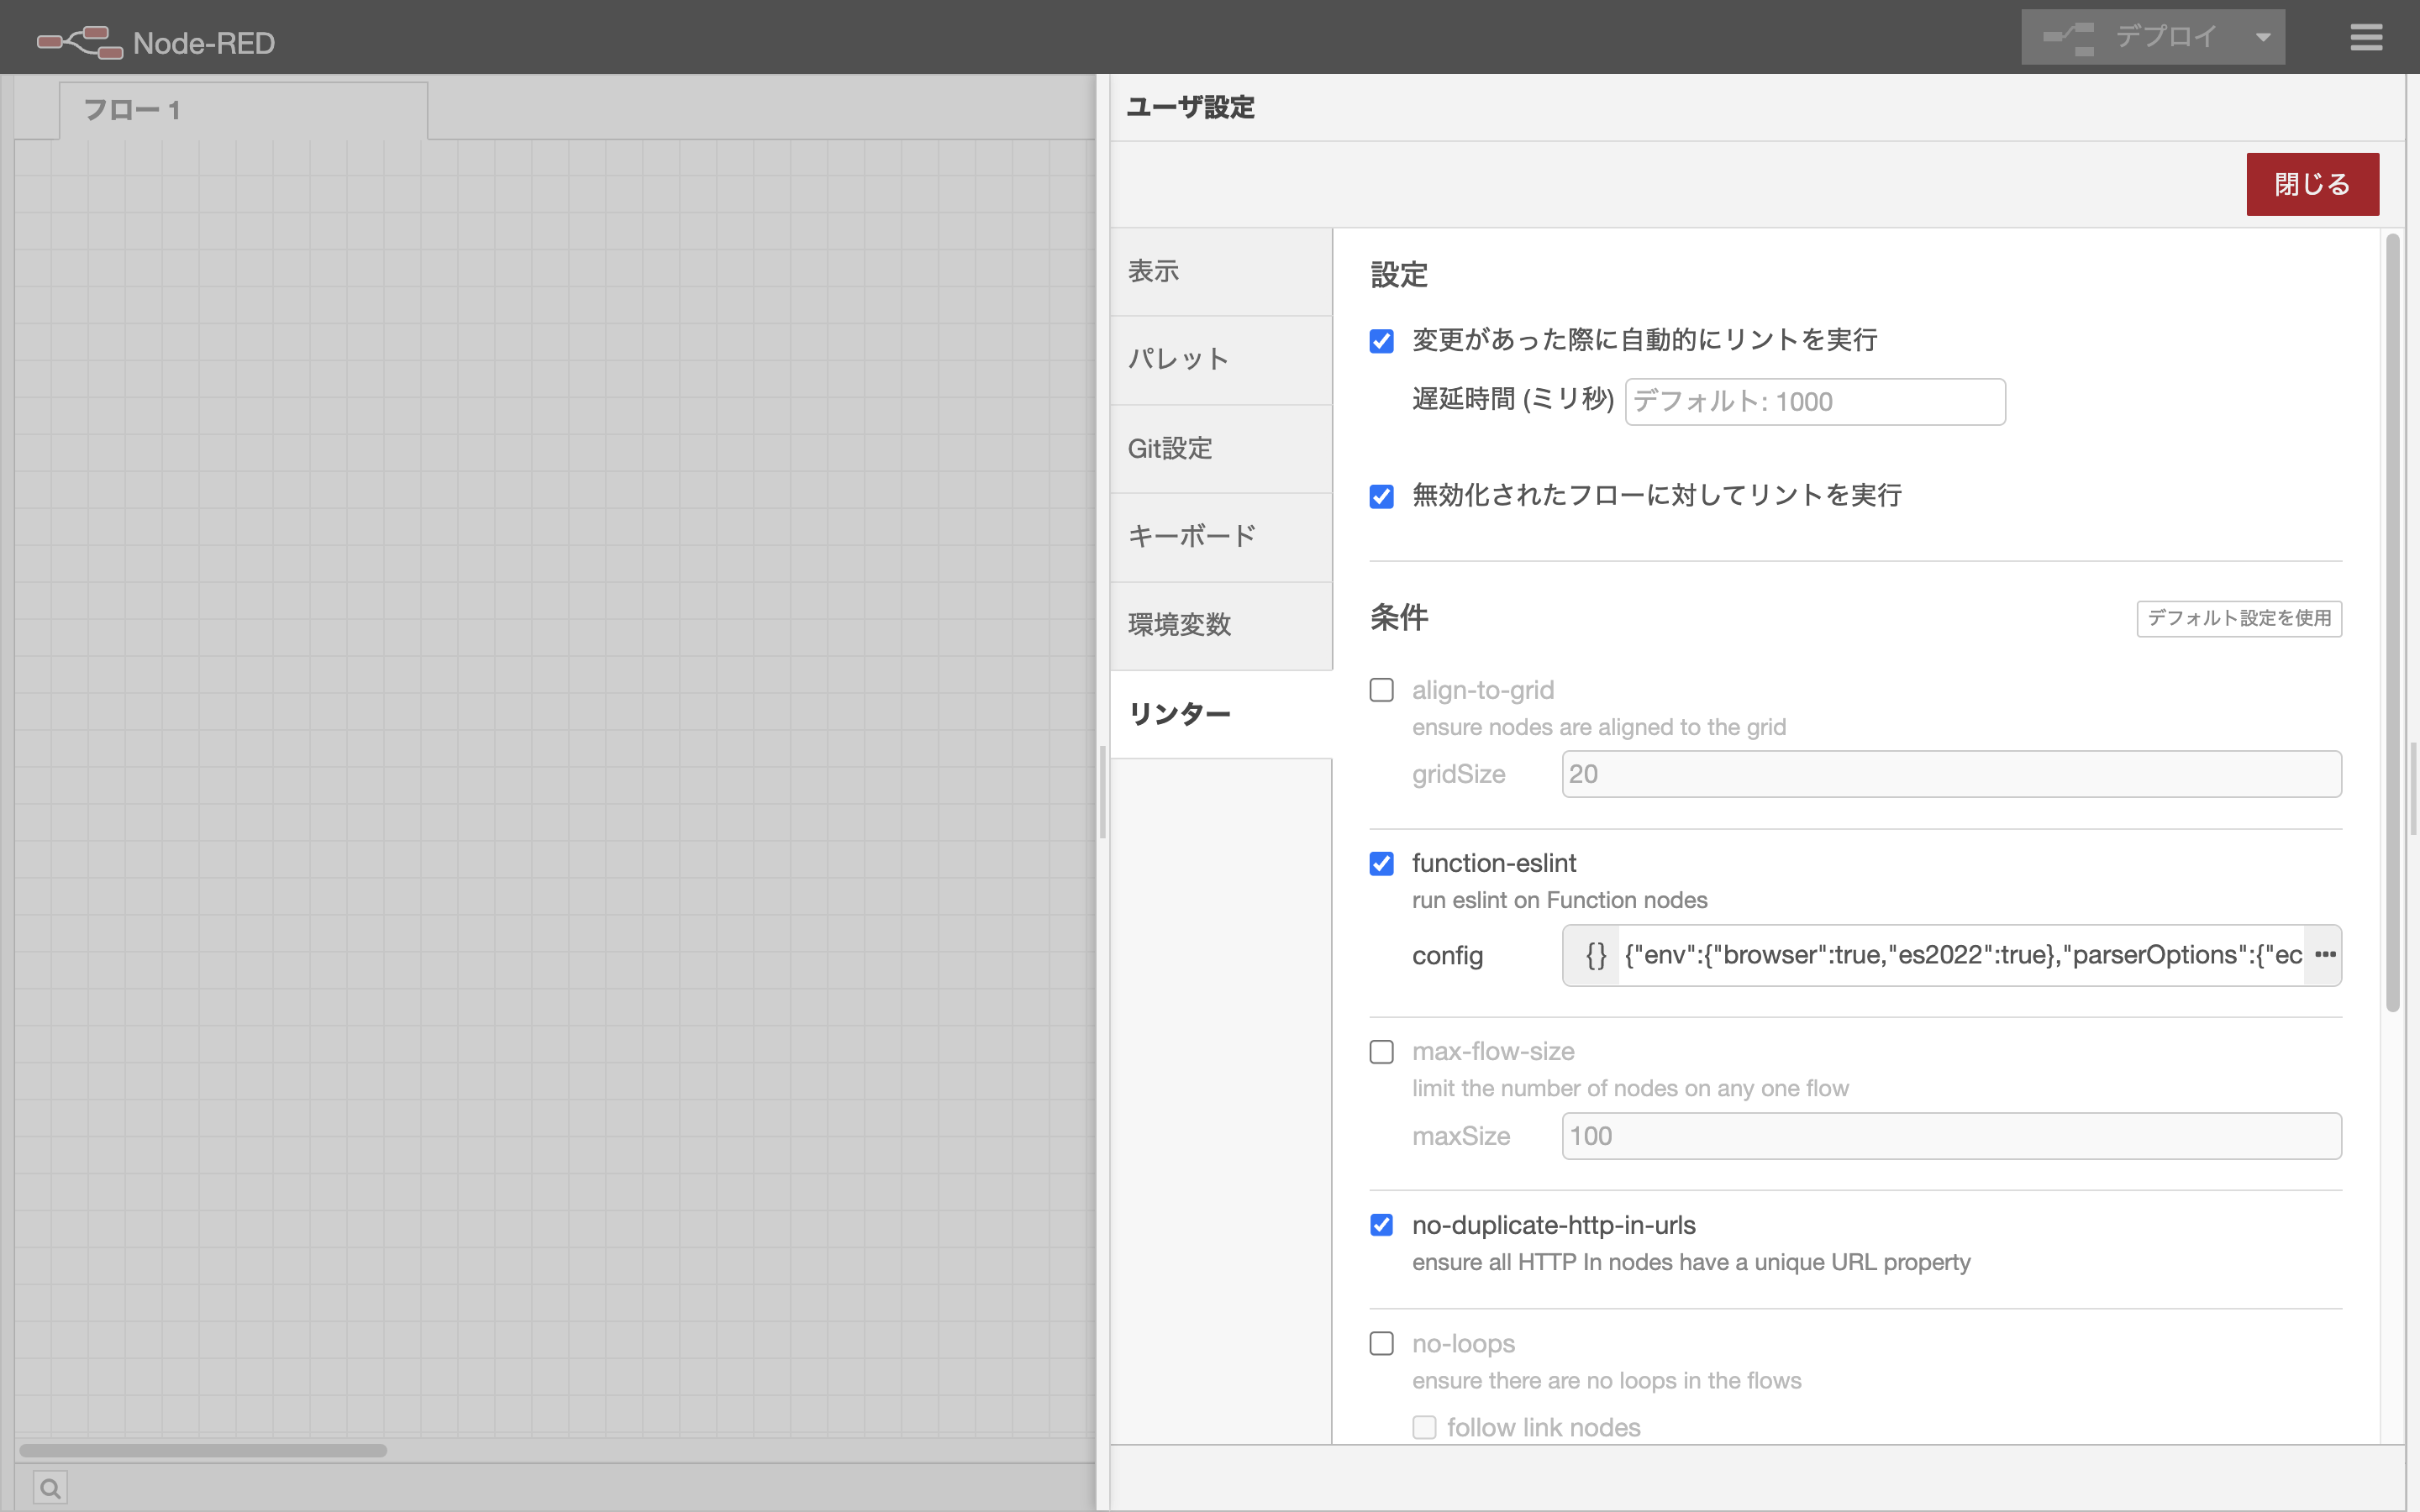 Node-RED
デプロイ
フロー 1
ユーザ設定
閉じる
表示
パレット
Git設定
キーボード
環境変数
リンター
設定
変更があった際に自動的にリントを実行
遅延時間 (ミリ秒) デフォルト: 1000
無効化されたフローに対してリントを実行
条件
デフォルト設定を使用
align-to-grid
ensure nodes are aligned to the grid
gridSize 20
function-eslint
run eslint on Function nodes
config {} {"env":{"browser":true,"es2022":true},"parserOptions":{"ec •••
max-flow-size
limit the number of nodes on any one flow
maxSize 100
no-duplicate-http-in-urls
ensure all HTTP In nodes have a unique URL property
no-loops
ensure there are no loops in the flows
follow link nodes